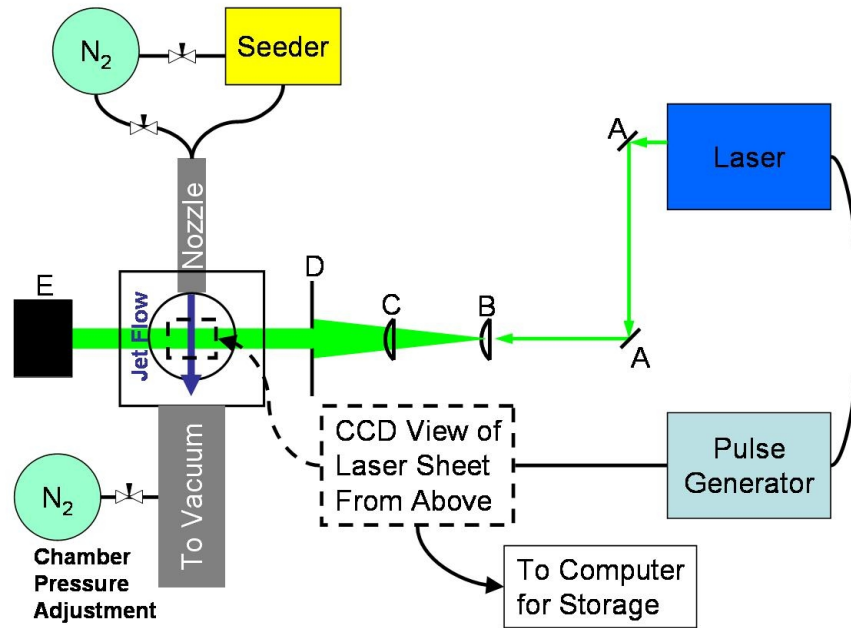 N2
Seeder
A
Laser
Nozzle
D
E
C
B
Jet Flow
A
CCD View of
Laser Sheet
From Above
Pulse
Generator
To Vacuum
N2
Chamber
Pressure
Adjustment
To Computer
for Storage